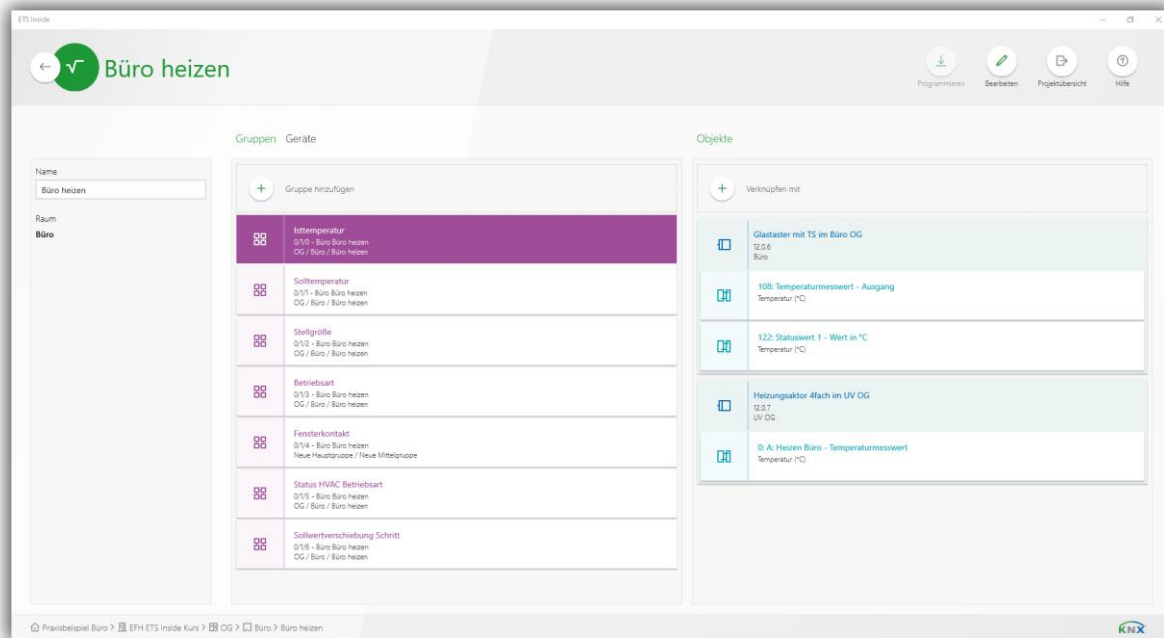 ETS Inside
Büro heizen
Programmieren
Bearbeiten
Projektübersicht
Hilfe
Name
Büro heizen
Raum
Büro
Gruppen Geräte
Gruppe hinzufügen
Isttemperatur
0/1/0 - Büro Büro heizen
OG / Büro / Büro heizen
Solltemperatur
0/1/1 - Büro Büro heizen
OG / Büro / Büro heizen
Stellgröße
0/1/2 - Büro Büro heizen
OG / Büro / Büro heizen
Betriebsart
0/1/3 - Büro Büro heizen
OG / Büro / Büro heizen
Fensterkontakt
0/1/4 - Büro Büro heizen
Neue Hauptgruppe / Neue Mittelgruppe
Status HVAC Betriebsart
0/1/5 - Büro Büro heizen
OG / Büro / Büro heizen
Sollwertverschiebung Schritt
0/1/6 - Büro Büro heizen
OG / Büro / Büro heizen
Objekte
Verknüpfen mit
Glastaster mit TS im Büro OG
12.0.6
Büro
108: Temperaturmesswert - Ausgang
Temperatur (°C)
122: Statuswert 1 - Wert in °C
Temperatur (°C)
Heizungsaktor 4fach im UV OG
12.0.7
UV OG
0: A: Heizen Büro - Temperaturmesswert
Temperatur (°C)
Praxisbeispiel Büro > EFH ETS Inside Kurs > OG > Büro > Büro heizen
KNX